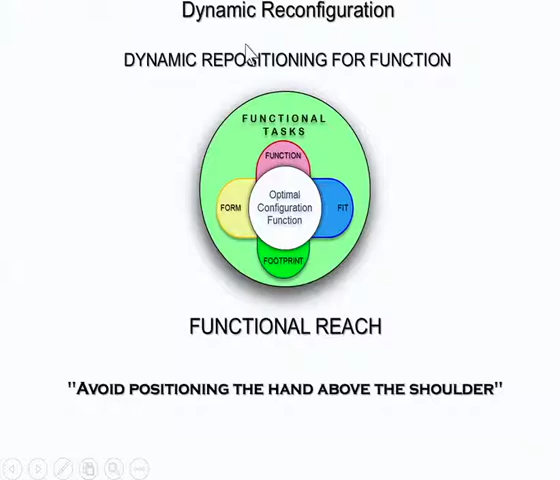 Dynamic Reconfiguration
DYNAMIC REPOSITIONING FOR FUNCTION
FUNCTIONAL
TASKS
FUNCTION
FORM
Optimal
Configuration
Function
FIT
FOOTPRINT
FUNCTIONAL REACH
"AVOID POSITIONING THE HAND ABOVE THE SHOULDER"